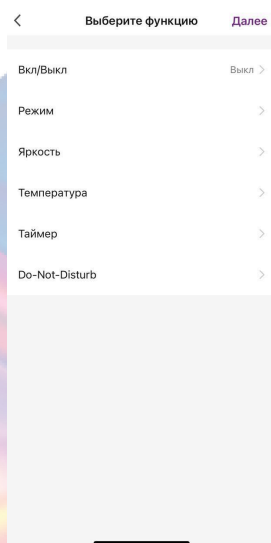 Выберите функцию Далее
Вкл/Выкл Выкл
Режим
Яркость
Температура
Таймер
Do-Not-Disturb